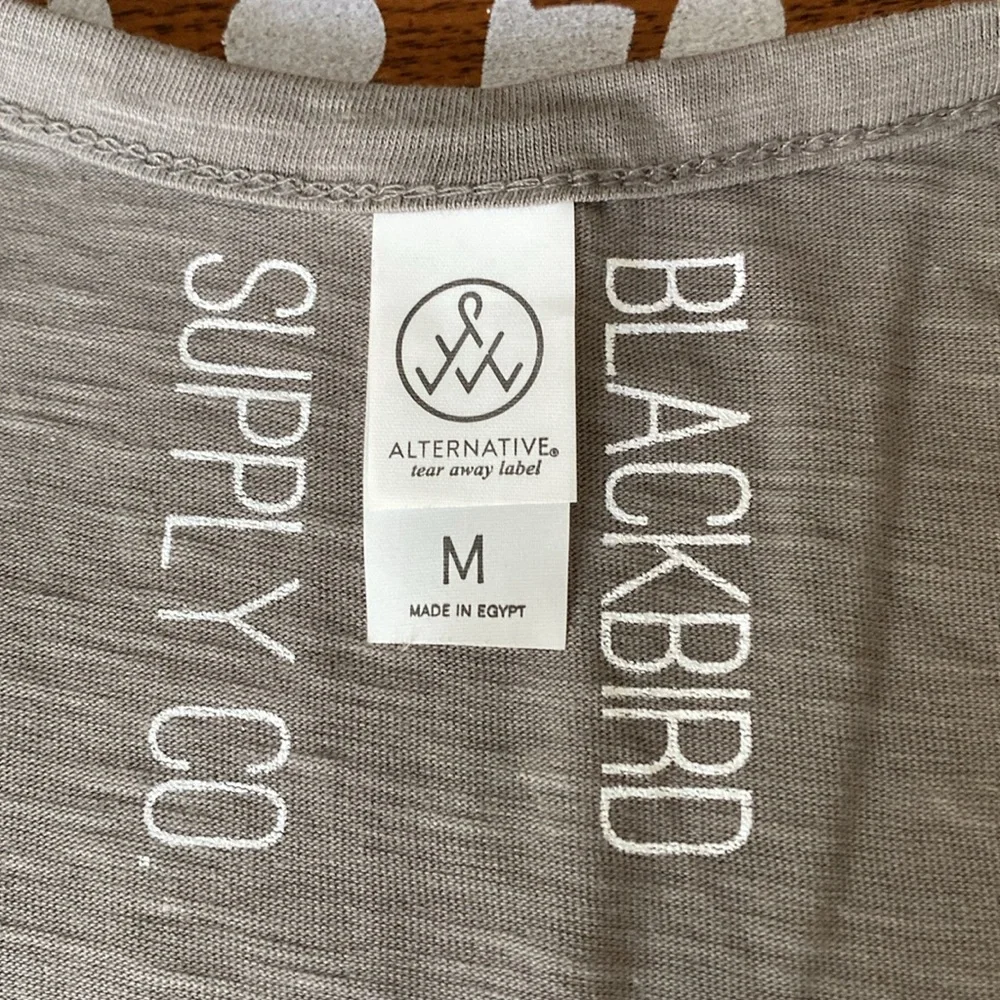 BLACKBIRD
SUPPLY CO.
ALTERNATIVE®
tear away label
M
MADE IN EGYPT